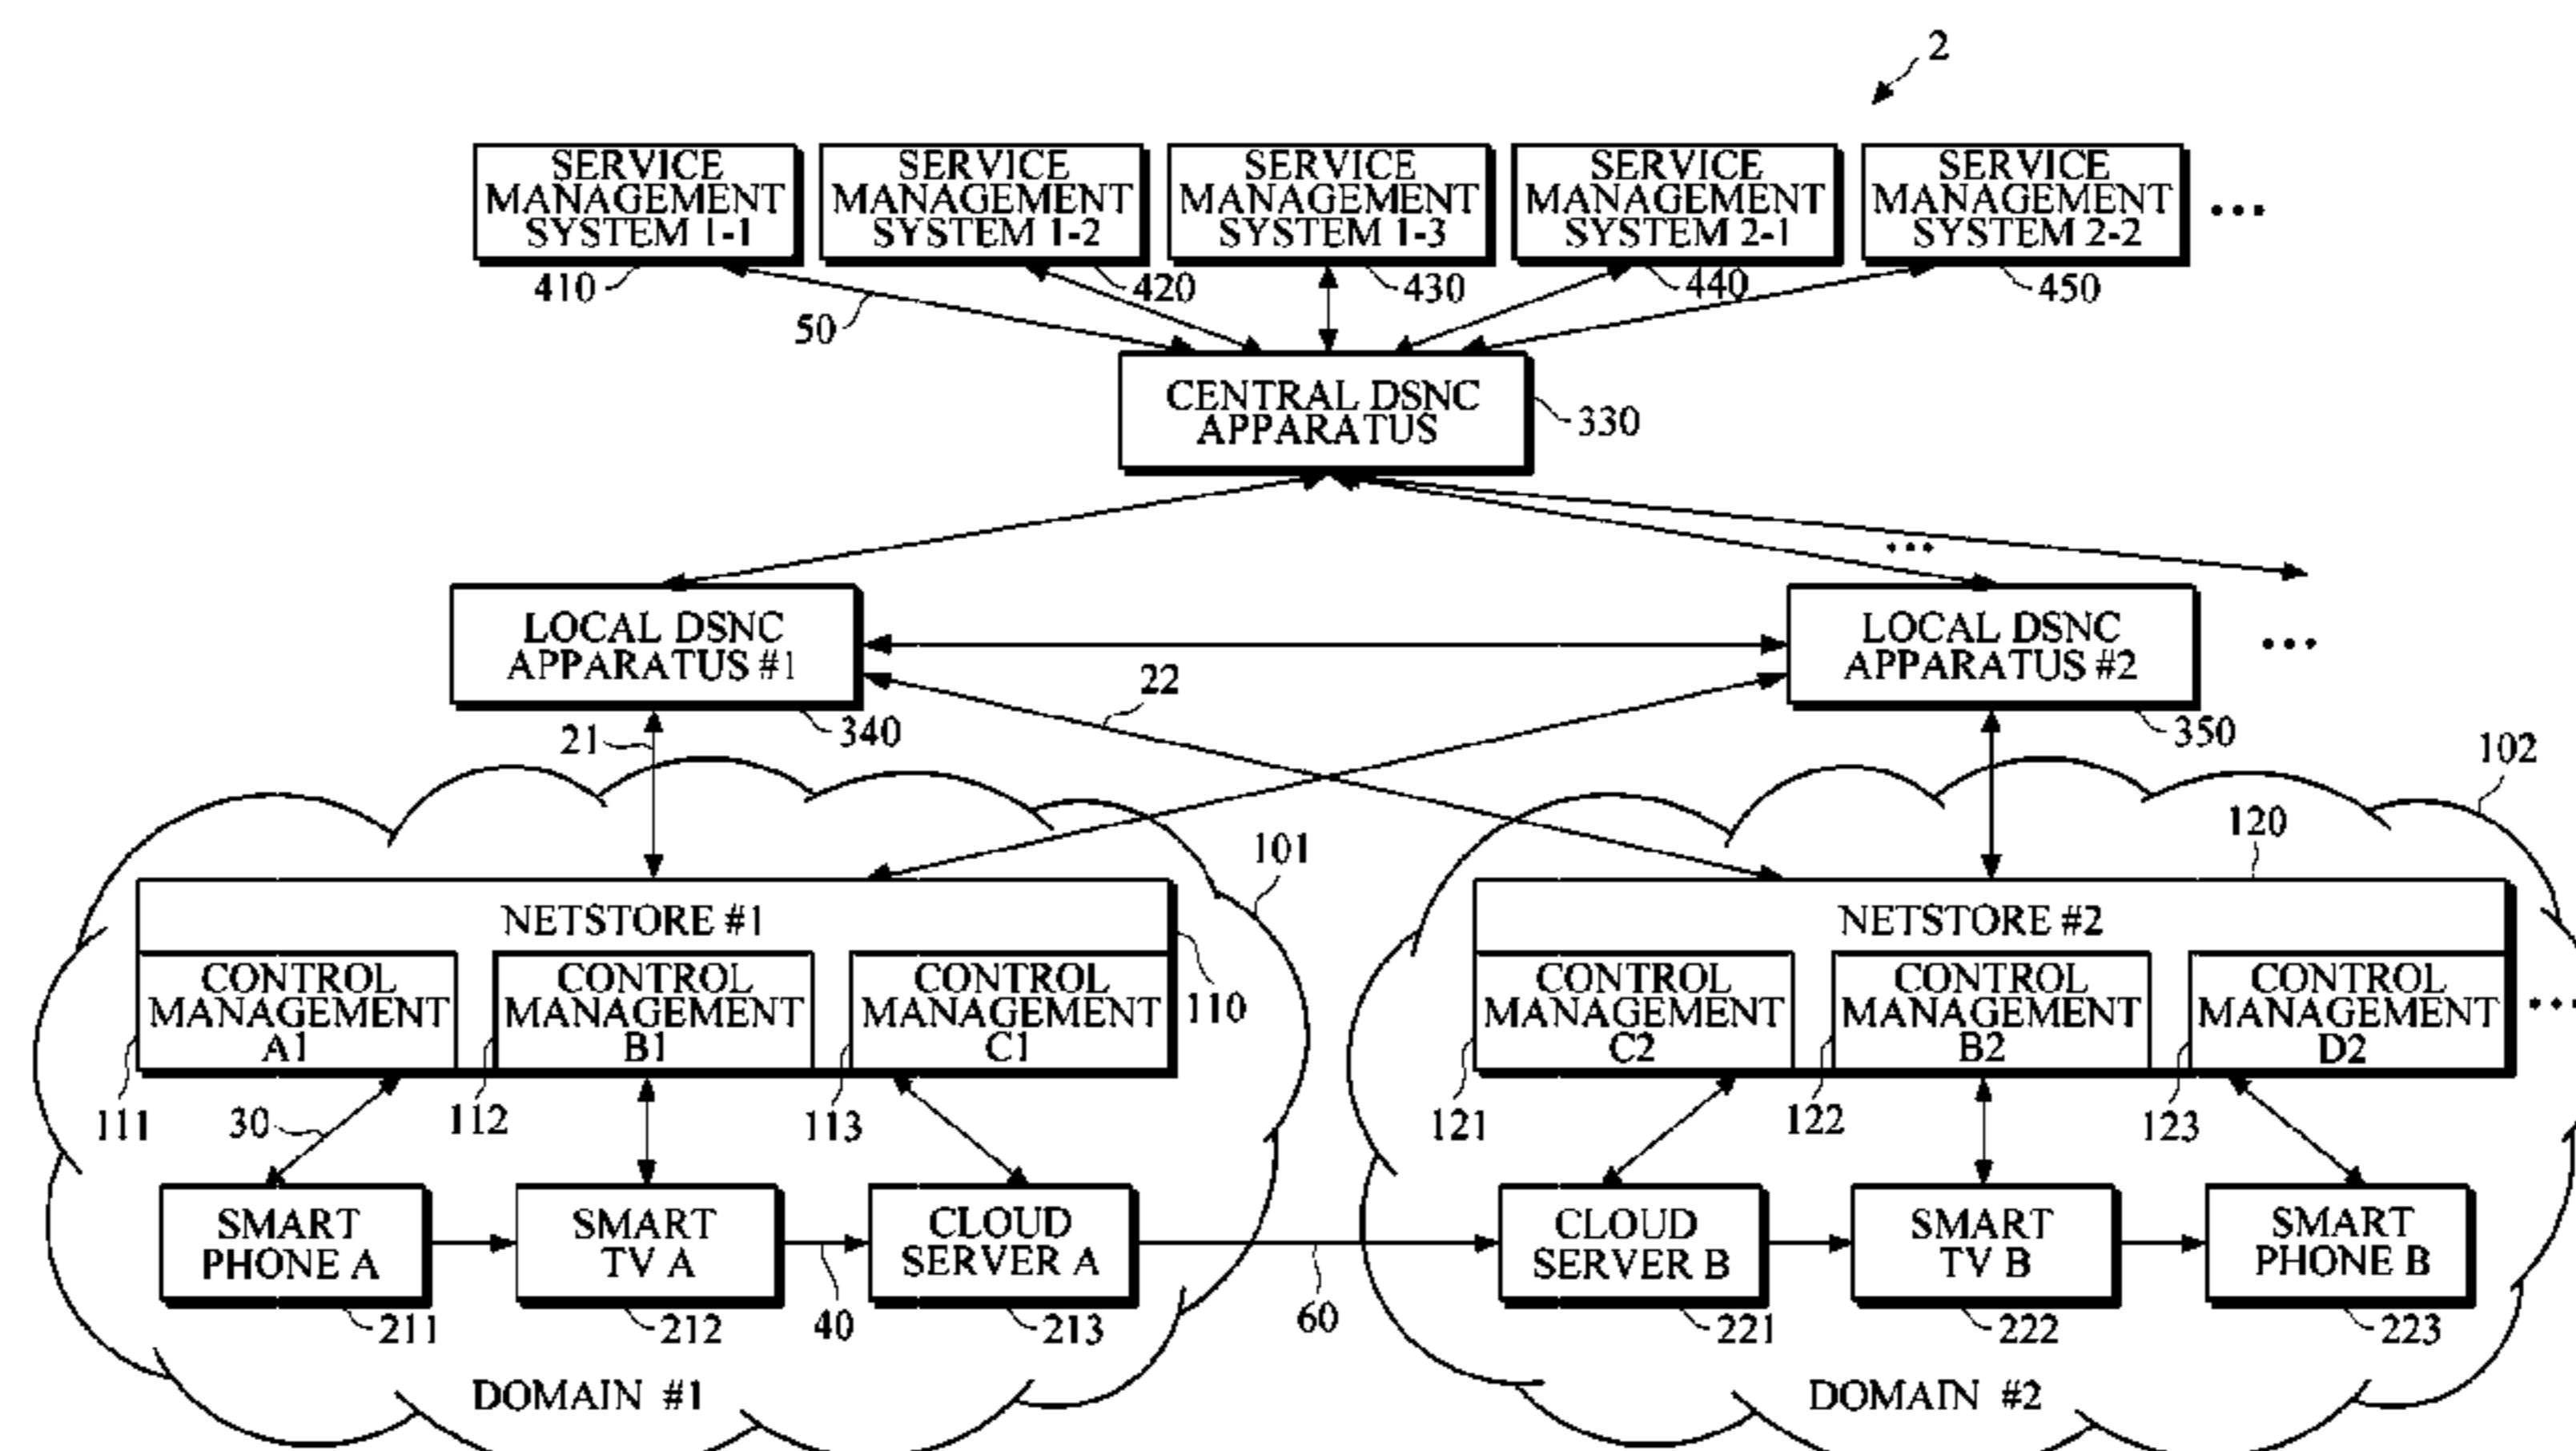 2
SERVICE
MANAGEMENT
SYSTEM 1-1
SERVICE
MANAGEMENT
SYSTEM 1-2
SERVICE
MANAGEMENT
SYSTEM 1-3
SERVICE
MANAGEMENT
SYSTEM 2-1
SERVICE
MANAGEMENT
SYSTEM 2-2
...
410
420
430
440
450
50
CENTRAL DSNC
APPARATUS
330
...
LOCAL DSNC
APPARATUS #1
LOCAL DSNC
APPARATUS #2
...
22
21
340
350
102
101
120
NETSTORE #1
CONTROL
MANAGEMENT
A1
CONTROL
MANAGEMENT
B1
CONTROL
MANAGEMENT
C1
110
NETSTORE #2
CONTROL
MANAGEMENT
C2
CONTROL
MANAGEMENT
B2
CONTROL
MANAGEMENT
D2
...
111
30
112
113
121
122
123
SMART
PHONE A
SMART
TV A
CLOUD
SERVER A
CLOUD
SERVER B
SMART
TV B
SMART
PHONE B
211
212
40
213
60
221
222
223
DOMAIN #1
DOMAIN #2